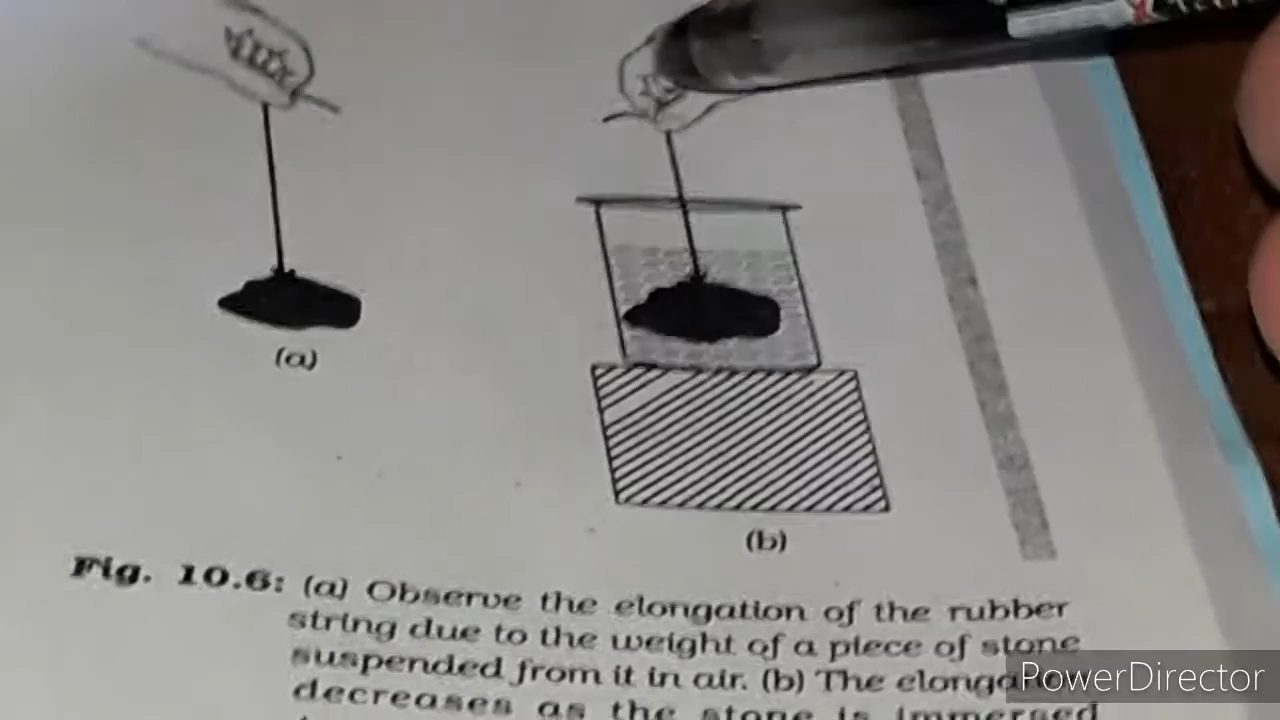 (a)
(b)
Fig. 10.6: (a) Observe the elongation of the rubber
string due to the weight of a piece of stone
suspended from it in air. (b) The
decreases as the stone is immersed
PowerDirector